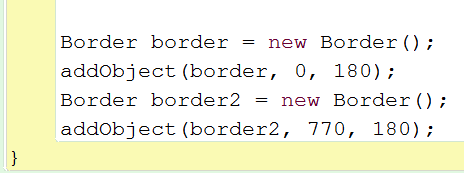 Border border = new Border();
addObject(border, 0, 180);
Border border2 = new Border();
addObject(border2, 770, 180);
}